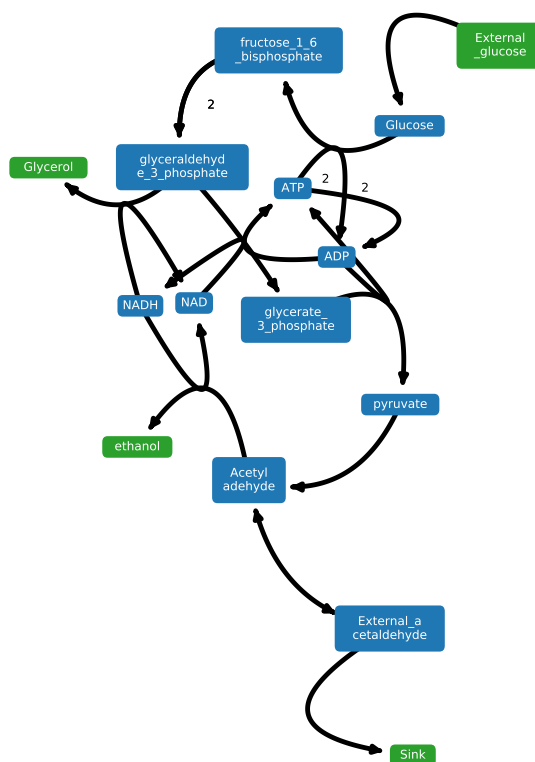 External
_glucose
fructose_1_6
_bisphosphate
2
Glucose
glyceraldehyd
e_3_phosphate
Glycerol
ATP
2
2
ADP
NADH
NAD
glycerate_
3_phosphate
pyruvate
ethanol
Acetyl
adehyde
External_a
cetaldehyde
Sink